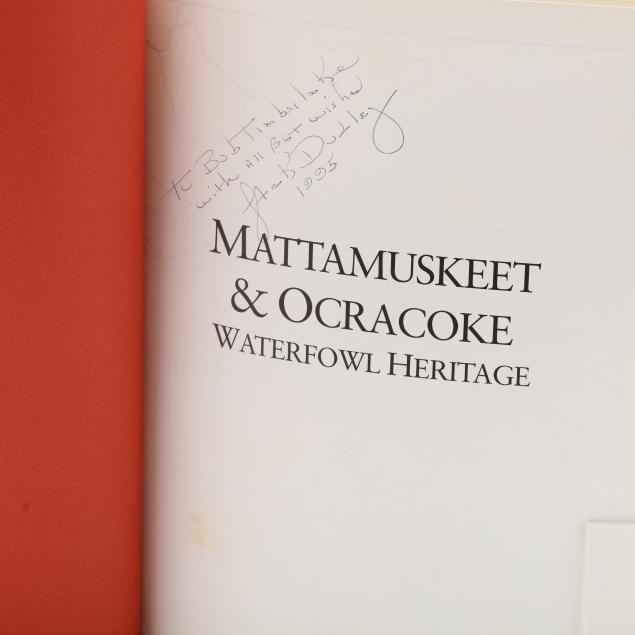 To Bob Timberlake
with All Best wishes
Jack Dudley
1995
MATTAMUSKEET
& OCRACOKE
WATERFOWL HERITAGE